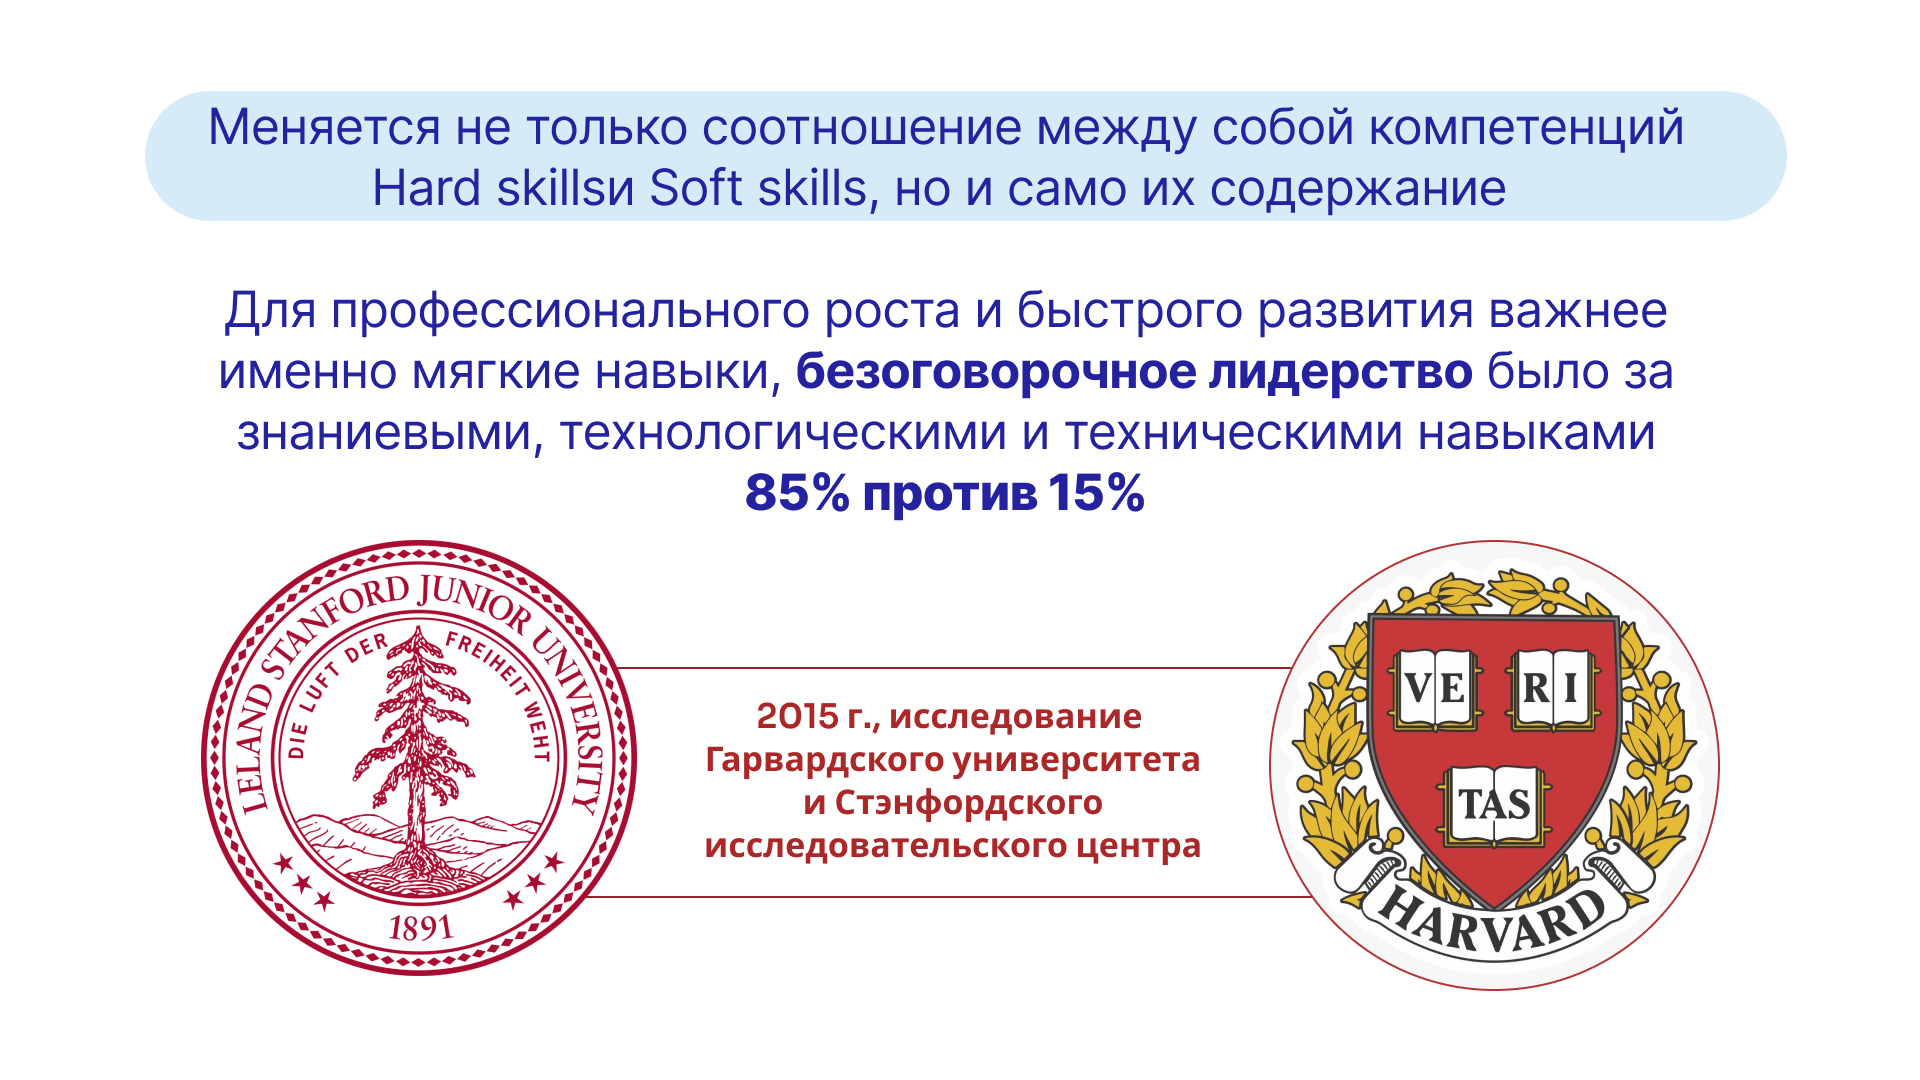 Меняется не только соотношение между собой компетенций
Hard skillsи Soft skills, но и само их содержание
Для профессионального роста и быстрого развития важнее
именно мягкие навыки, безоговорочное лидерство было за
знаниевыми, технологическими и техническими навыками
85% против 15%
LELAND STANFORD JUNIOR UNIVERSITY
DIE LUFT DER FREIHEIT WEHT
1891
2015 г., исследование
Гарвардского университета
и Стэнфордского
исследовательского центра
VE RI
TAS
HARVARD